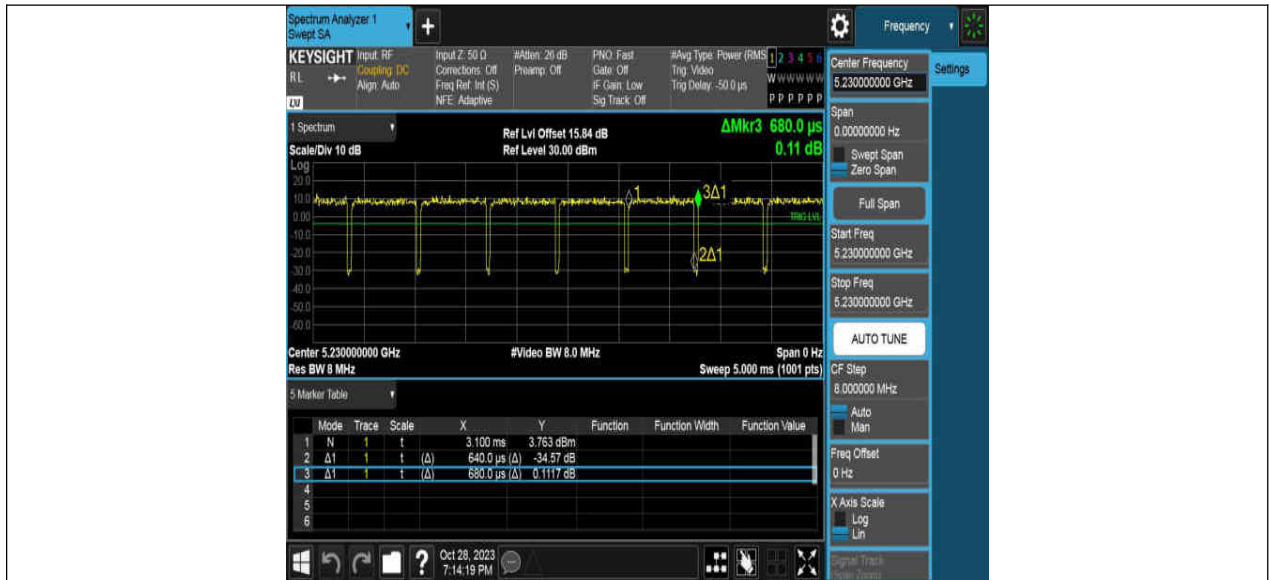 Spectrum Analyzer 1
Swept SA
+
Frequency
KEYSIGHT
RL
LXI
Input: RF
Coupling: DC
Align: Auto
Input Z: 50 Ω
Corrections: Off
Freq Ref: Int (S)
NFE: Adaptive
#Atten: 26 dB
Preamp: Off
PNO: Fast
Gate: Off
IF Gain: Low
Sig Track: Off
#Avg Type: Power (RMS
Trig: Video
Trig Delay: -50.0 µs
1 2 3 4 5 6
W W W W W W
P P P P P P
1 Spectrum
Scale/Div 10 dB
Log
Ref Lvl Offset 15.84 dB
Ref Level 30.00 dBm
ΔMkr3 680.0 µs
0.11 dB
20.0
10.0
0.00
-10.0
-20.0
-30.0
-40.0
-50.0
-60.0
1
3Δ1
TRIG LVL
2Δ1
Center 5.230000000 GHz
#Video BW 8.0 MHz
Span 0 Hz
Res BW 8 MHz
Sweep 5.000 ms (1001 pts)
5 Marker Table
Mode Trace Scale X Y Function Function Width Function Value
1 N 1 t 3.100 ms 3.763 dBm
2 Δ1 1 t (Δ) 640.0 µs (Δ) -34.57 dB
3 Δ1 1 t (Δ) 680.0 µs (Δ) 0.1117 dB
4
5
6
?
Oct 28, 2023
7:14:19 PM
Center Frequency
5.230000000 GHz
Settings
Span
0.00000000 Hz
Swept Span
Zero Span
Full Span
Start Freq
5.230000000 GHz
Stop Freq
5.230000000 GHz
AUTO TUNE
CF Step
8.000000 MHz
Auto
Man
Freq Offset
0 Hz
X Axis Scale
Log
Lin
Signal Track
(Span Zoom)